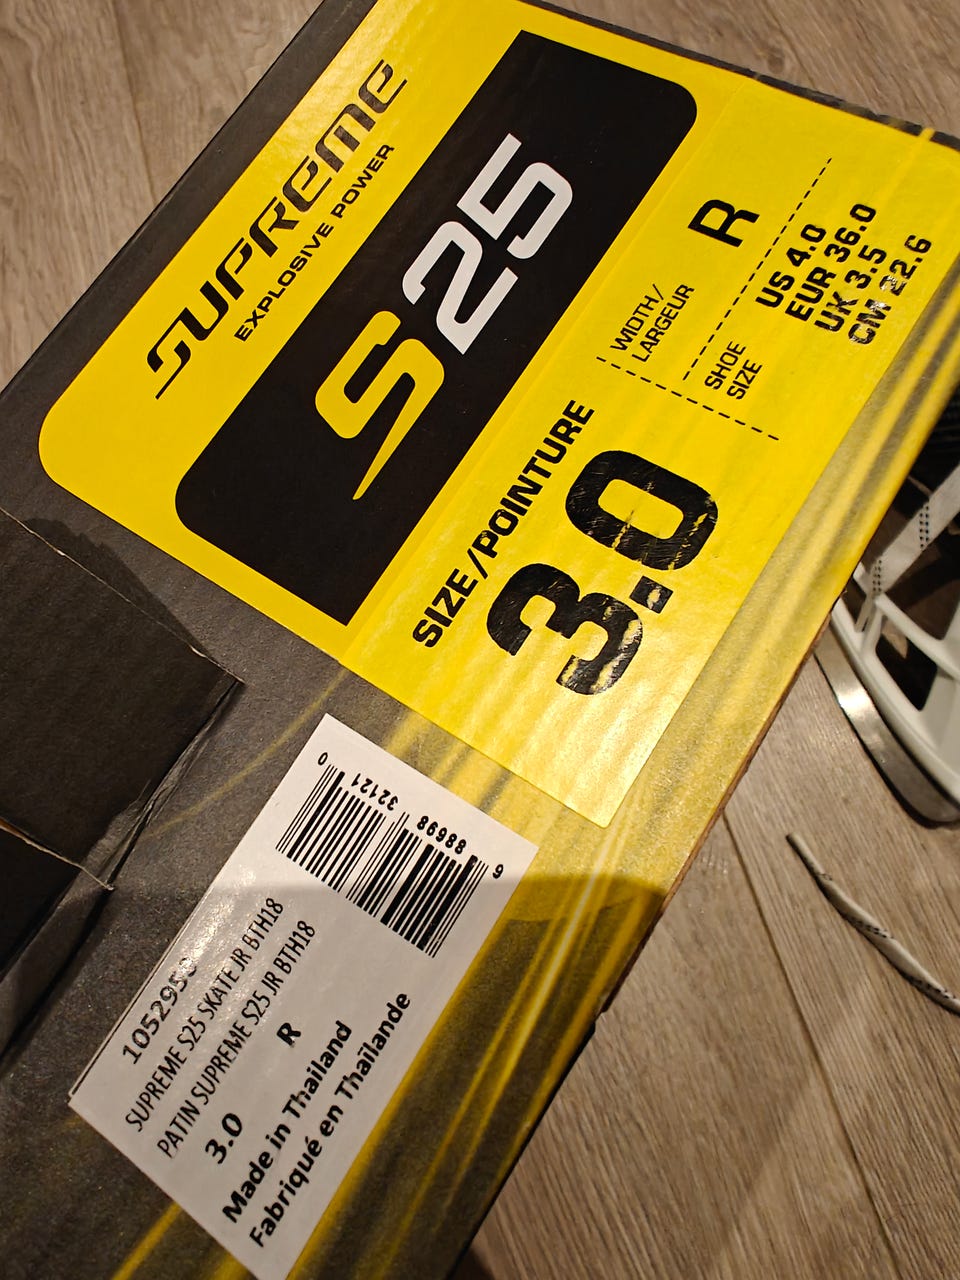 SUPREME
EXPLOSIVE POWER
S25
SIZE/POINTURE
3.0
WIDTH/
LARGEUR
R
SHOE
SIZE
US 4.0
EUR 36.0
UK 3.5
CM 22.6
0 32121 88698 6
SUPREME S25 SKATE JR BTH18
PATIN SUPREME S25 JR BTH18
3.0 R
Made in Thailand
Fabriqué en Thaïlande